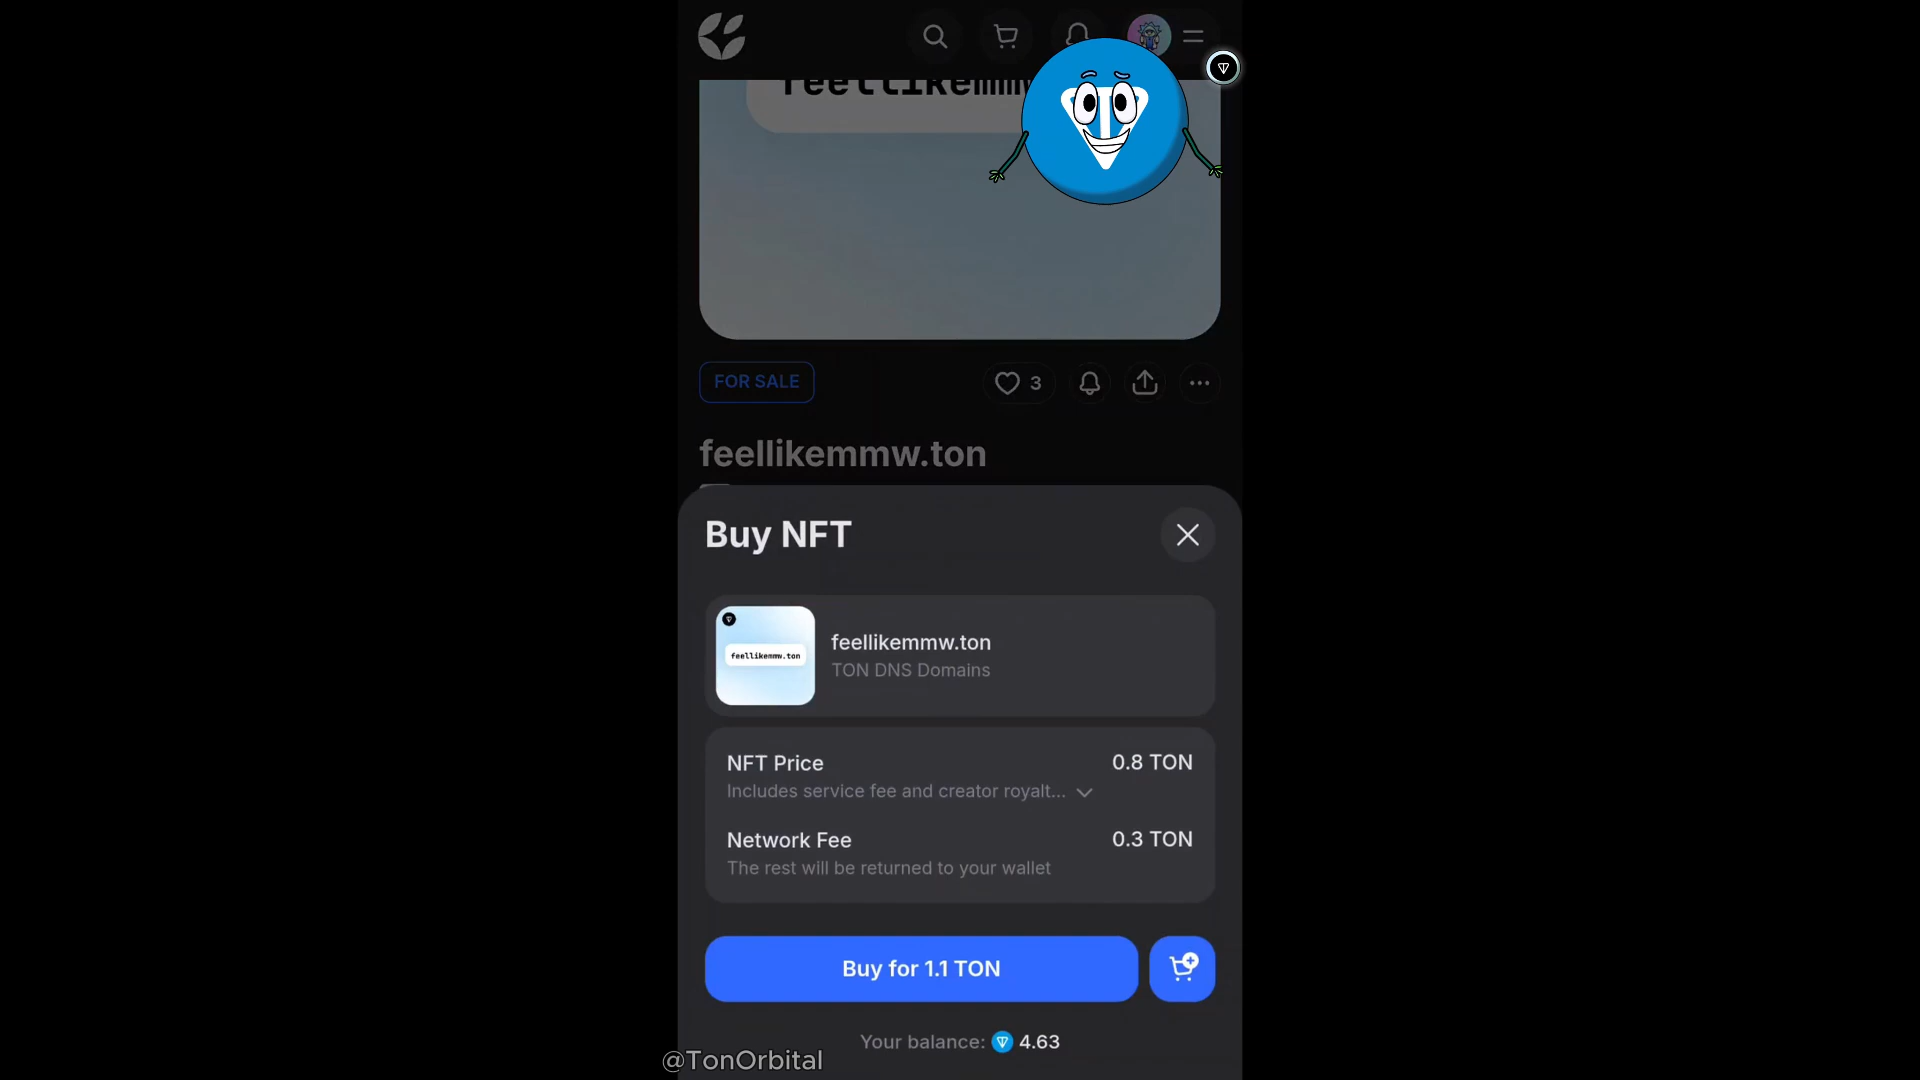 FOR SALE
3
feellikemmw.ton
Buy NFT
feellikemmw.ton
feellikemmw.ton
TON DNS Domains
NFT Price
0.8 TON
Includes service fee and creator royalt...
Network Fee
0.3 TON
The rest will be returned to your wallet
Buy for 1.1 TON
Your balance: 4.63
@TonOrbital